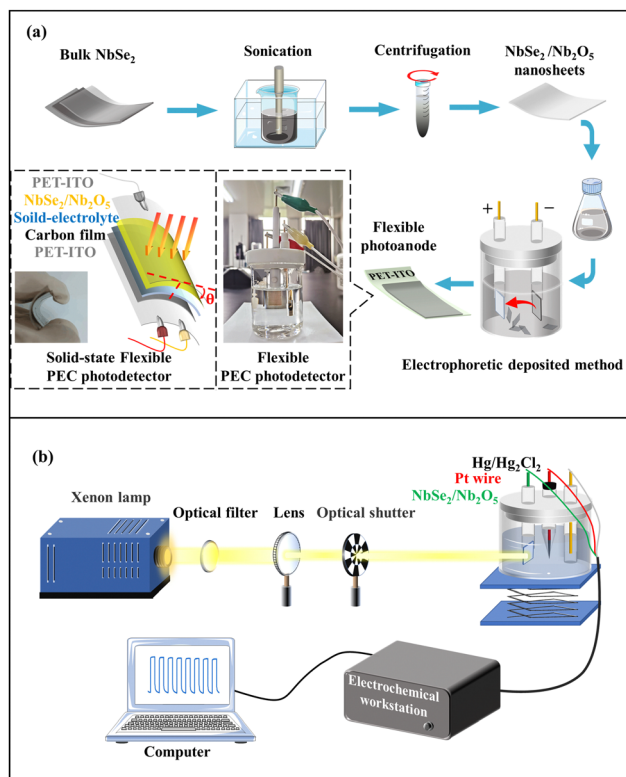 (a)
Bulk NbSe₂
Sonication
Centrifugation
NbSe₂/Nb₂O₅
nanosheets
PET-ITO
NbSe₂/Nb₂O₅
Soild-electrolyte
Carbon film
PET-ITO
θ
Solid-state Flexible
PEC photodetector
Flexible
PEC photodetector
Flexible
photoanode
PET-ITO
+
−
Electrophoretic deposited method
(b)
Hg/Hg₂Cl₂
Pt wire
NbSe₂/Nb₂O₅
Xenon lamp
Optical filter
Lens
Optical shutter
Electrochemical
workstation
Computer